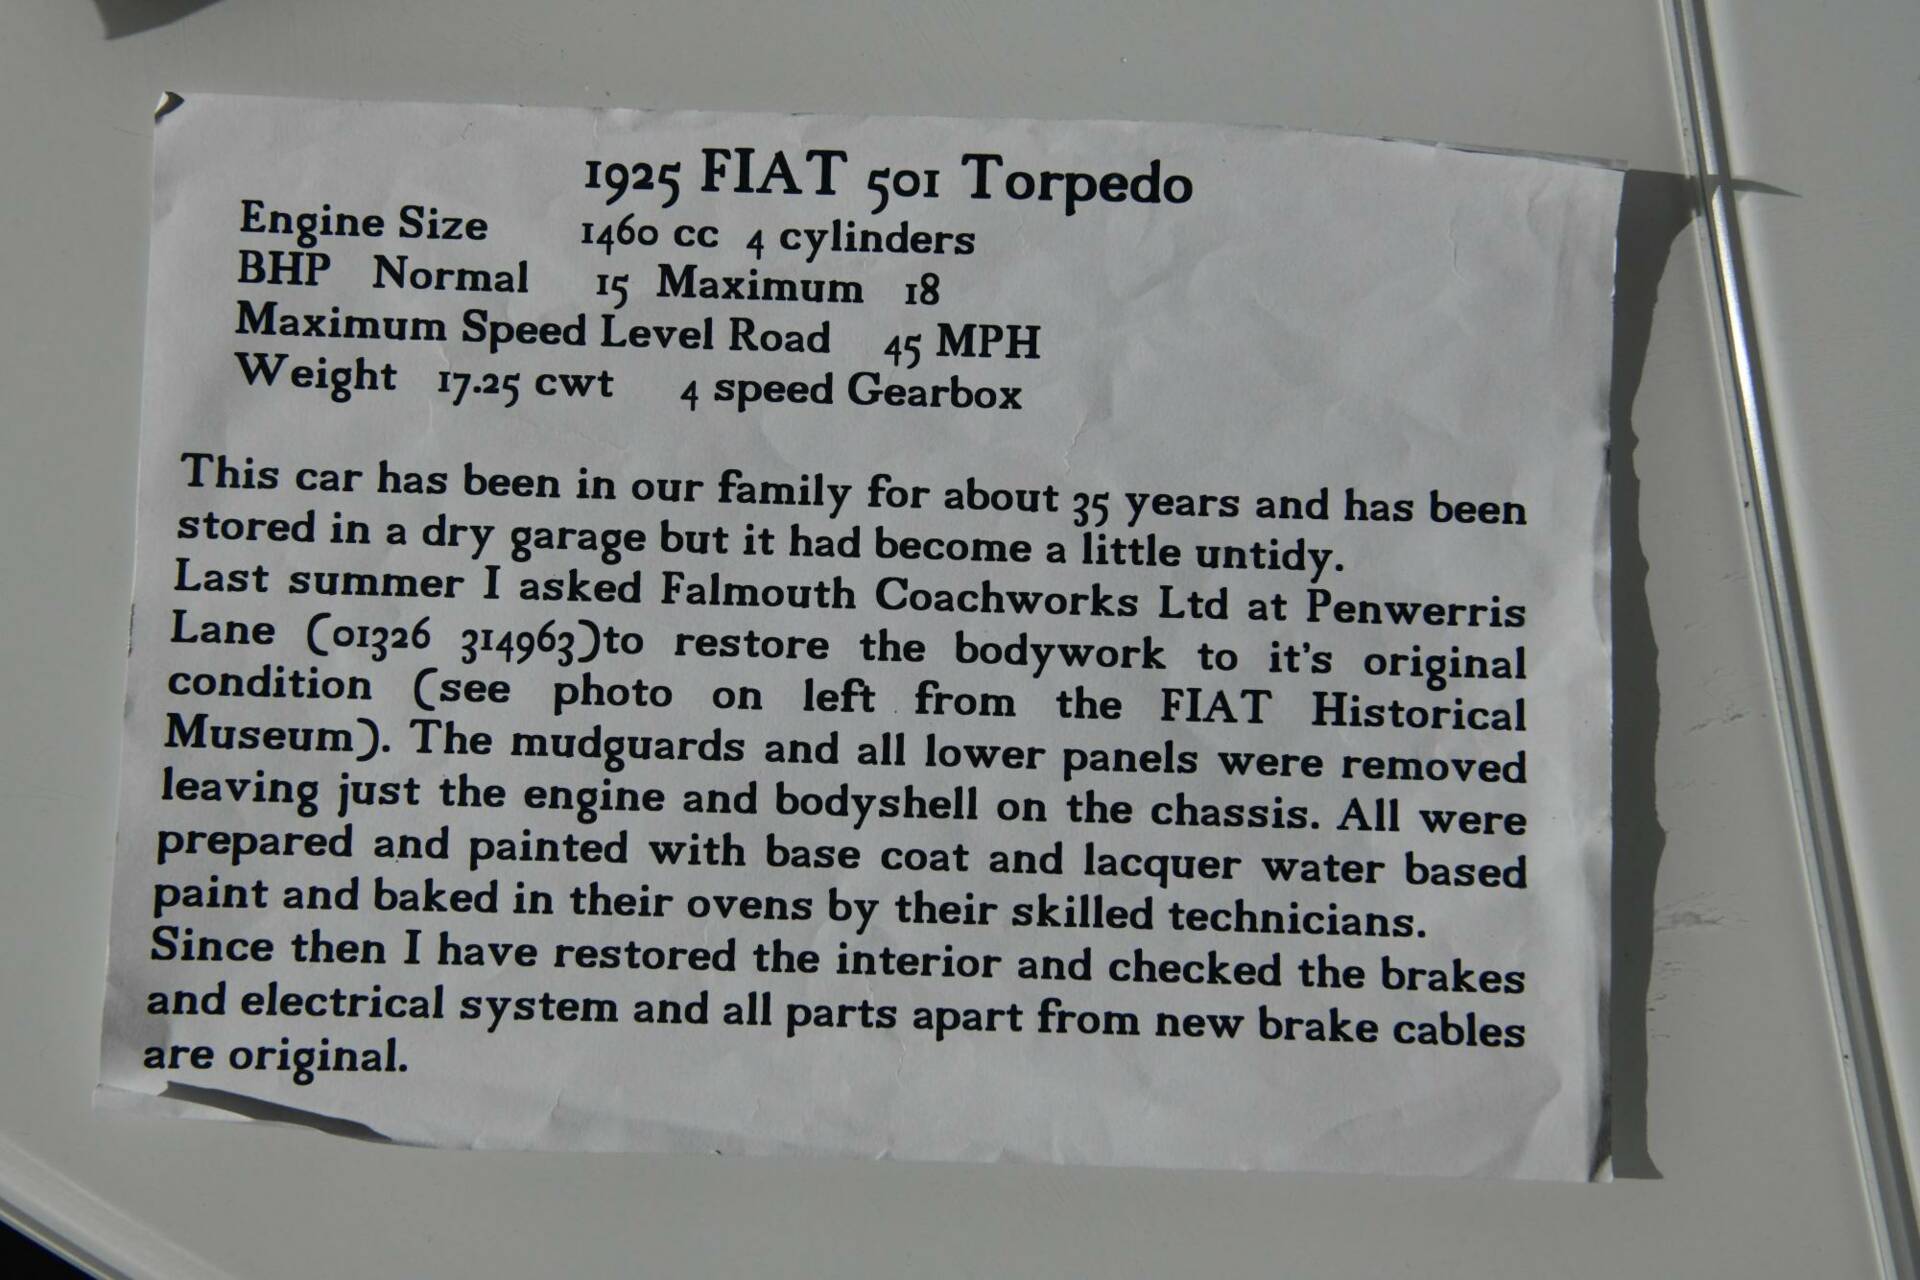 1925 FIAT 501 Torpedo
Engine Size 1460 cc 4 cylinders
BHP Normal 15 Maximum 18
Maximum Speed Level Road 45 MPH
Weight 17.25 cwt 4 speed Gearbox
This car has been in our family for about 35 years and has been
stored in a dry garage but it had become a little untidy.
Last summer I asked Falmouth Coachworks Ltd at Penwerris
Lane (01326 314963)to restore the bodywork to it's original
condition (see photo on left from the FIAT Historical
Museum). The mudguards and all lower panels were removed
leaving just the engine and bodyshell on the chassis. All were
prepared and painted with base coat and lacquer water based
paint and baked in their ovens by their skilled technicians.
Since then I have restored the interior and checked the brakes
and electrical system and all parts apart from new brake cables
are original.